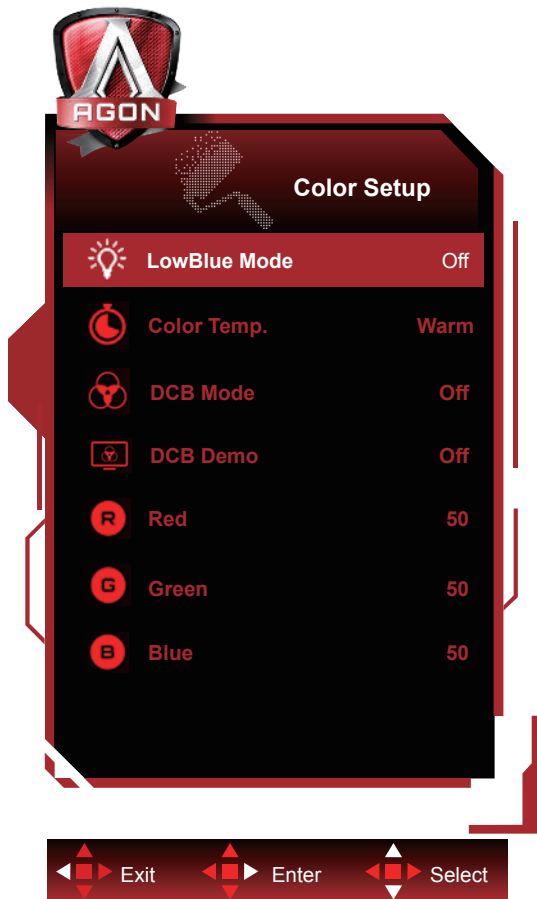 AGON
Color Setup
LowBlue Mode Off
Color Temp. Warm
DCB Mode Off
DCB Demo Off
R Red 50
G Green 50
B Blue 50
Exit Enter Select